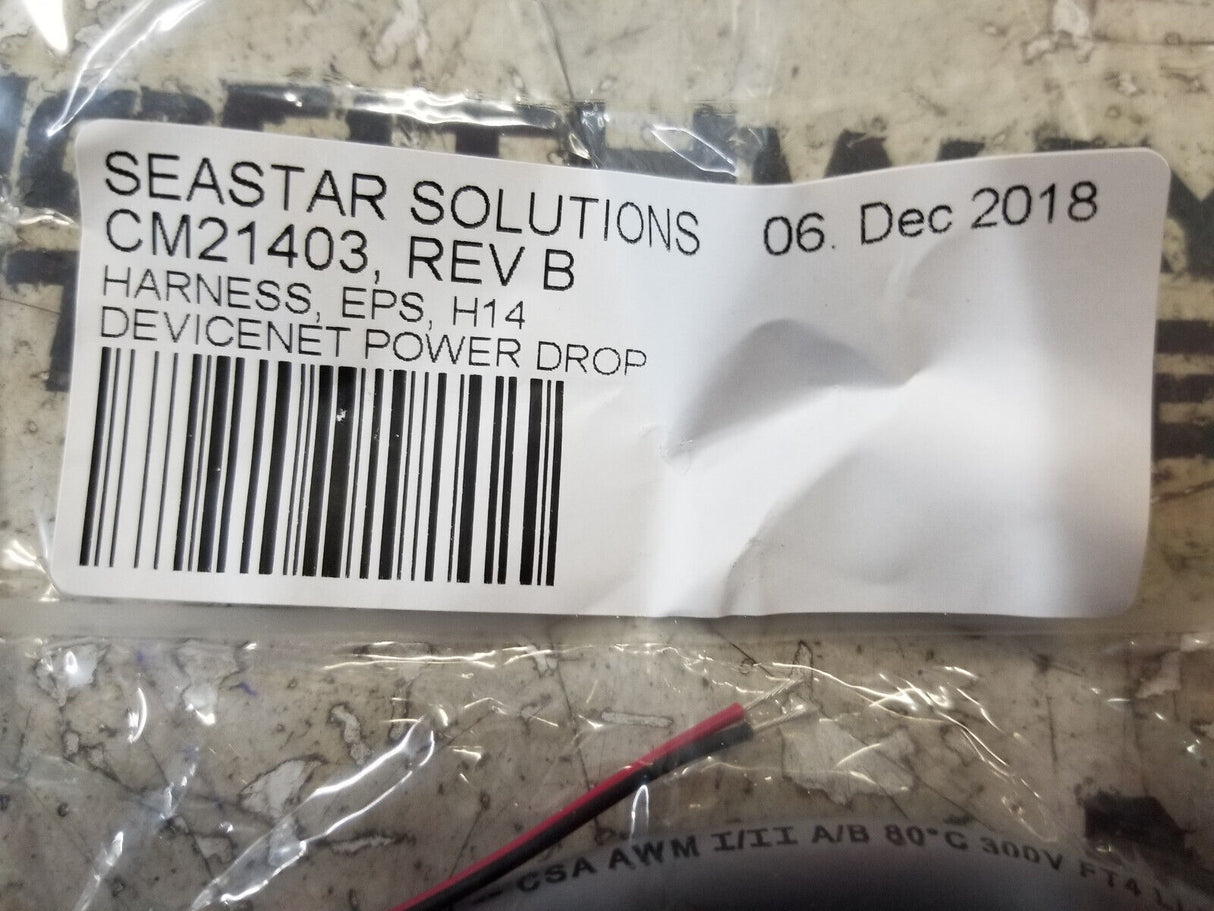 SEASTAR SOLUTIONS 06. Dec 2018
CM21403, REV B
HARNESS, EPS, H14
DEVICENET POWER DROP
CSA AWM I/II A/B 80°C 300V FT4